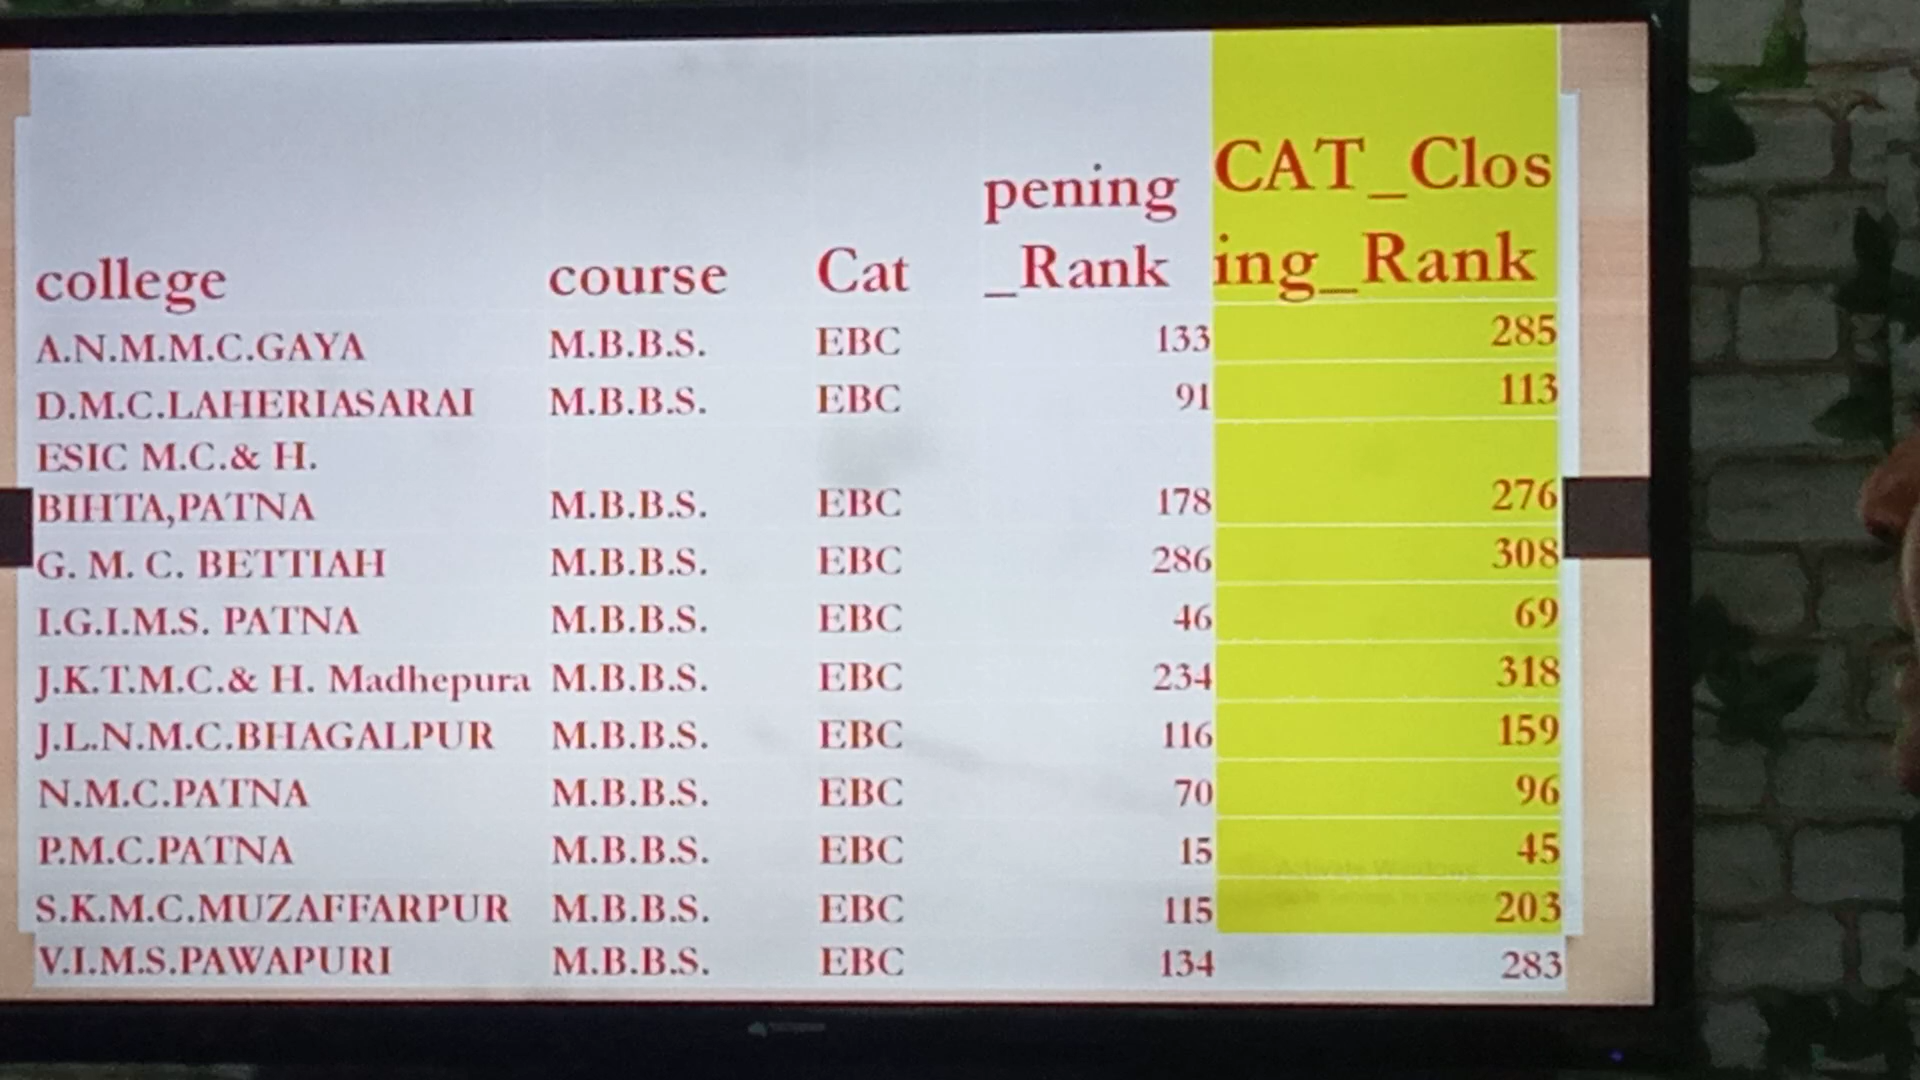 college course Cat pening _Rank CAT_Clos ing_Rank
A.N.M.M.C.GAYA M.B.B.S. EBC 133 285
D.M.C.LAHERIASARAI M.B.B.S. EBC 91 113
ESIC M.C.& H.
BIHTA,PATNA M.B.B.S. EBC 178 276
G. M. C. BETTIAH M.B.B.S. EBC 286 308
I.G.I.M.S. PATNA M.B.B.S. EBC 46 69
J.K.T.M.C.& H. Madhepura M.B.B.S. EBC 234 318
J.L.N.M.C.BHAGALPUR M.B.B.S. EBC 116 159
N.M.C.PATNA M.B.B.S. EBC 70 96
P.M.C.PATNA M.B.B.S. EBC 15 45
Activate Windows
S.K.M.C.MUZAFFARPUR M.B.B.S. EBC 115 203
V.I.M.S.PAWAPURI M.B.B.S. EBC 134 283